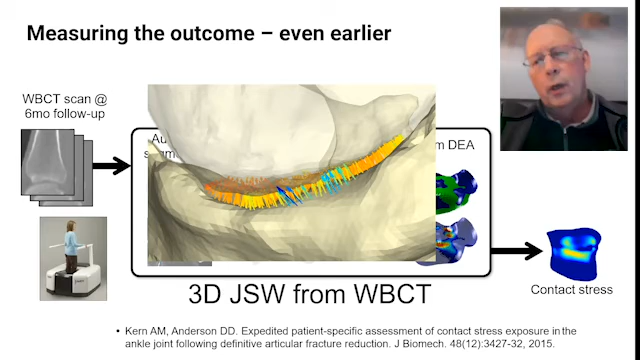 Measuring the outcome – even earlier
WBCT scan @
6mo follow-up
DEA
3D JSW from WBCT
Contact stress
• Kern AM, Anderson DD. Expedited patient-specific assessment of contact stress exposure in the
ankle joint following definitive articular fracture reduction. J Biomech. 48(12):3427-32, 2015.